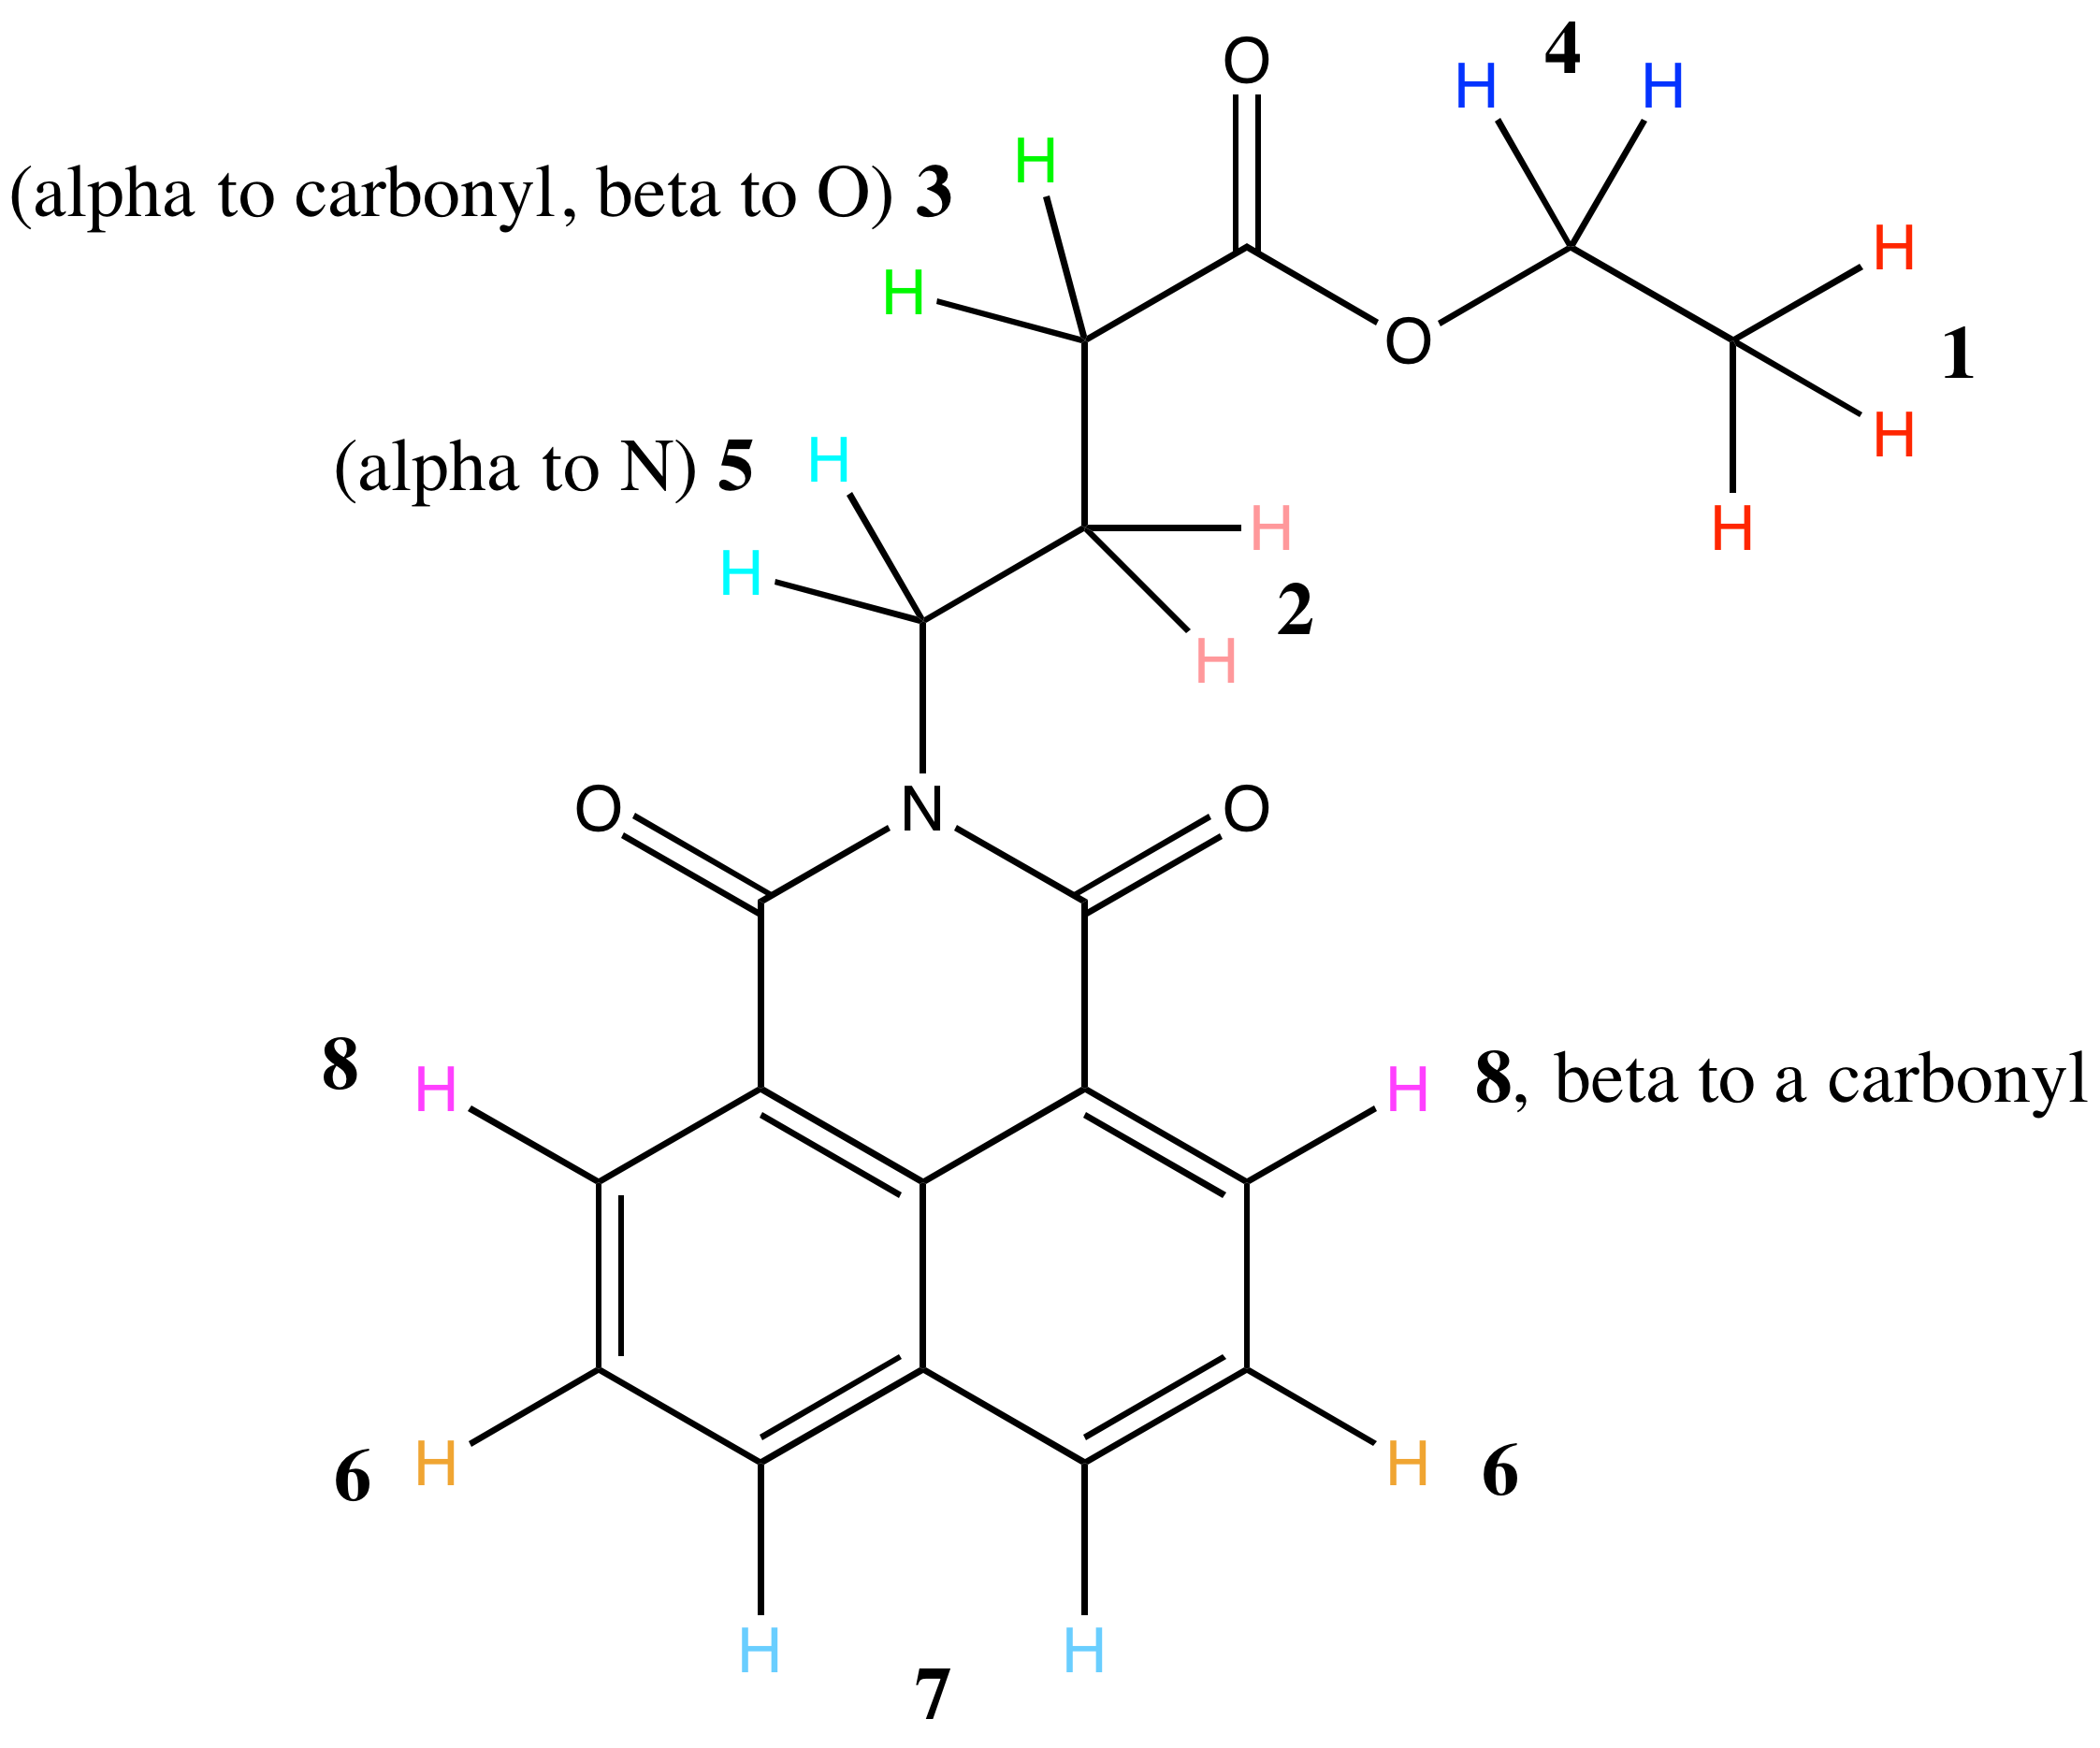 O
H H 4
H
(alpha to carbonyl, beta to O) 3
H
H
O
1
H
(alpha to N) 5 H
H
H
H
2
H
O N O
8 H
H 8, beta to a carbonyl
6 H
H 6
H H
7